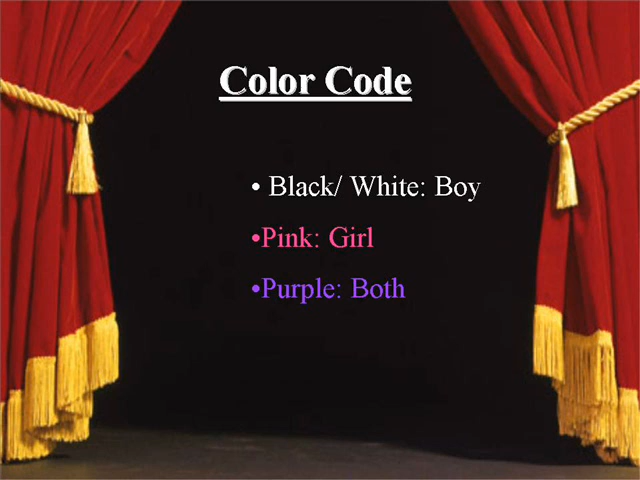 Color Code
• Black/ White: Boy
•Pink: Girl
•Purple: Both